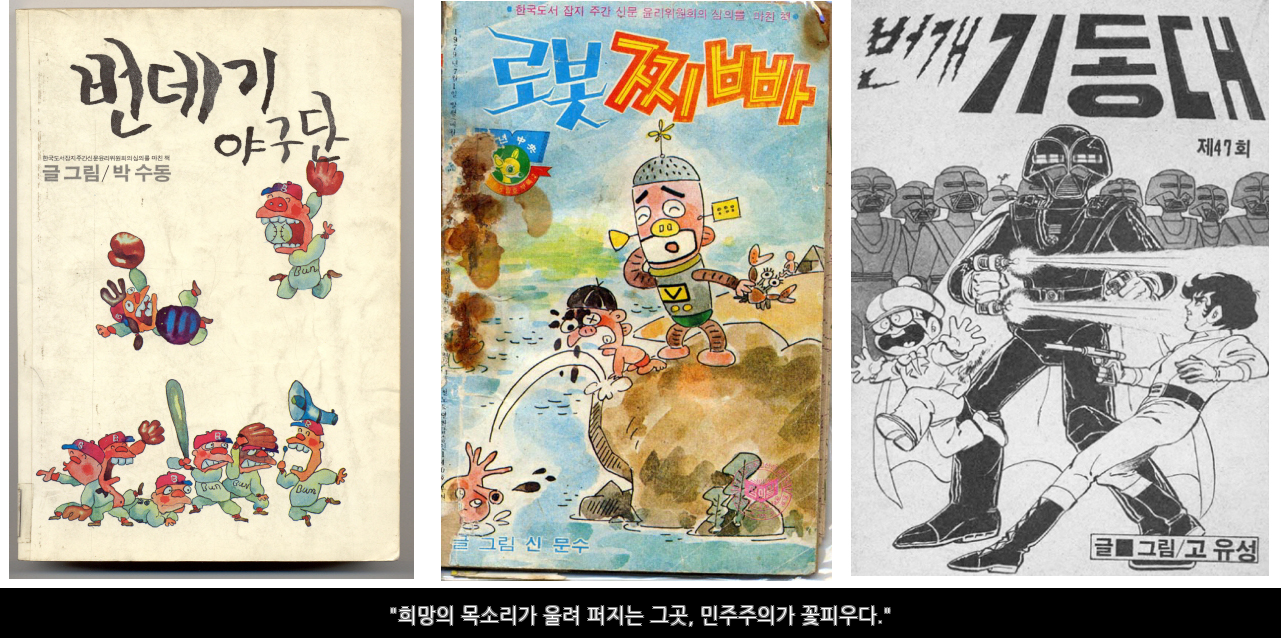 번데기
야구단
한국도서잡지주간신문윤리위원회의 심의를 마친 책
글 그림/박 수동
Bun
Bun
Bun
Bun
한국도서 잡지 주간 신문 윤리위원회의 심의를 마친 책
로봇 찌빠
글 그림 신 문수
번개 기동대
제47회
글■그림/고 유성
"희망의 목소리가 울려 퍼지는 그곳, 민주주의가 꽃피우다."